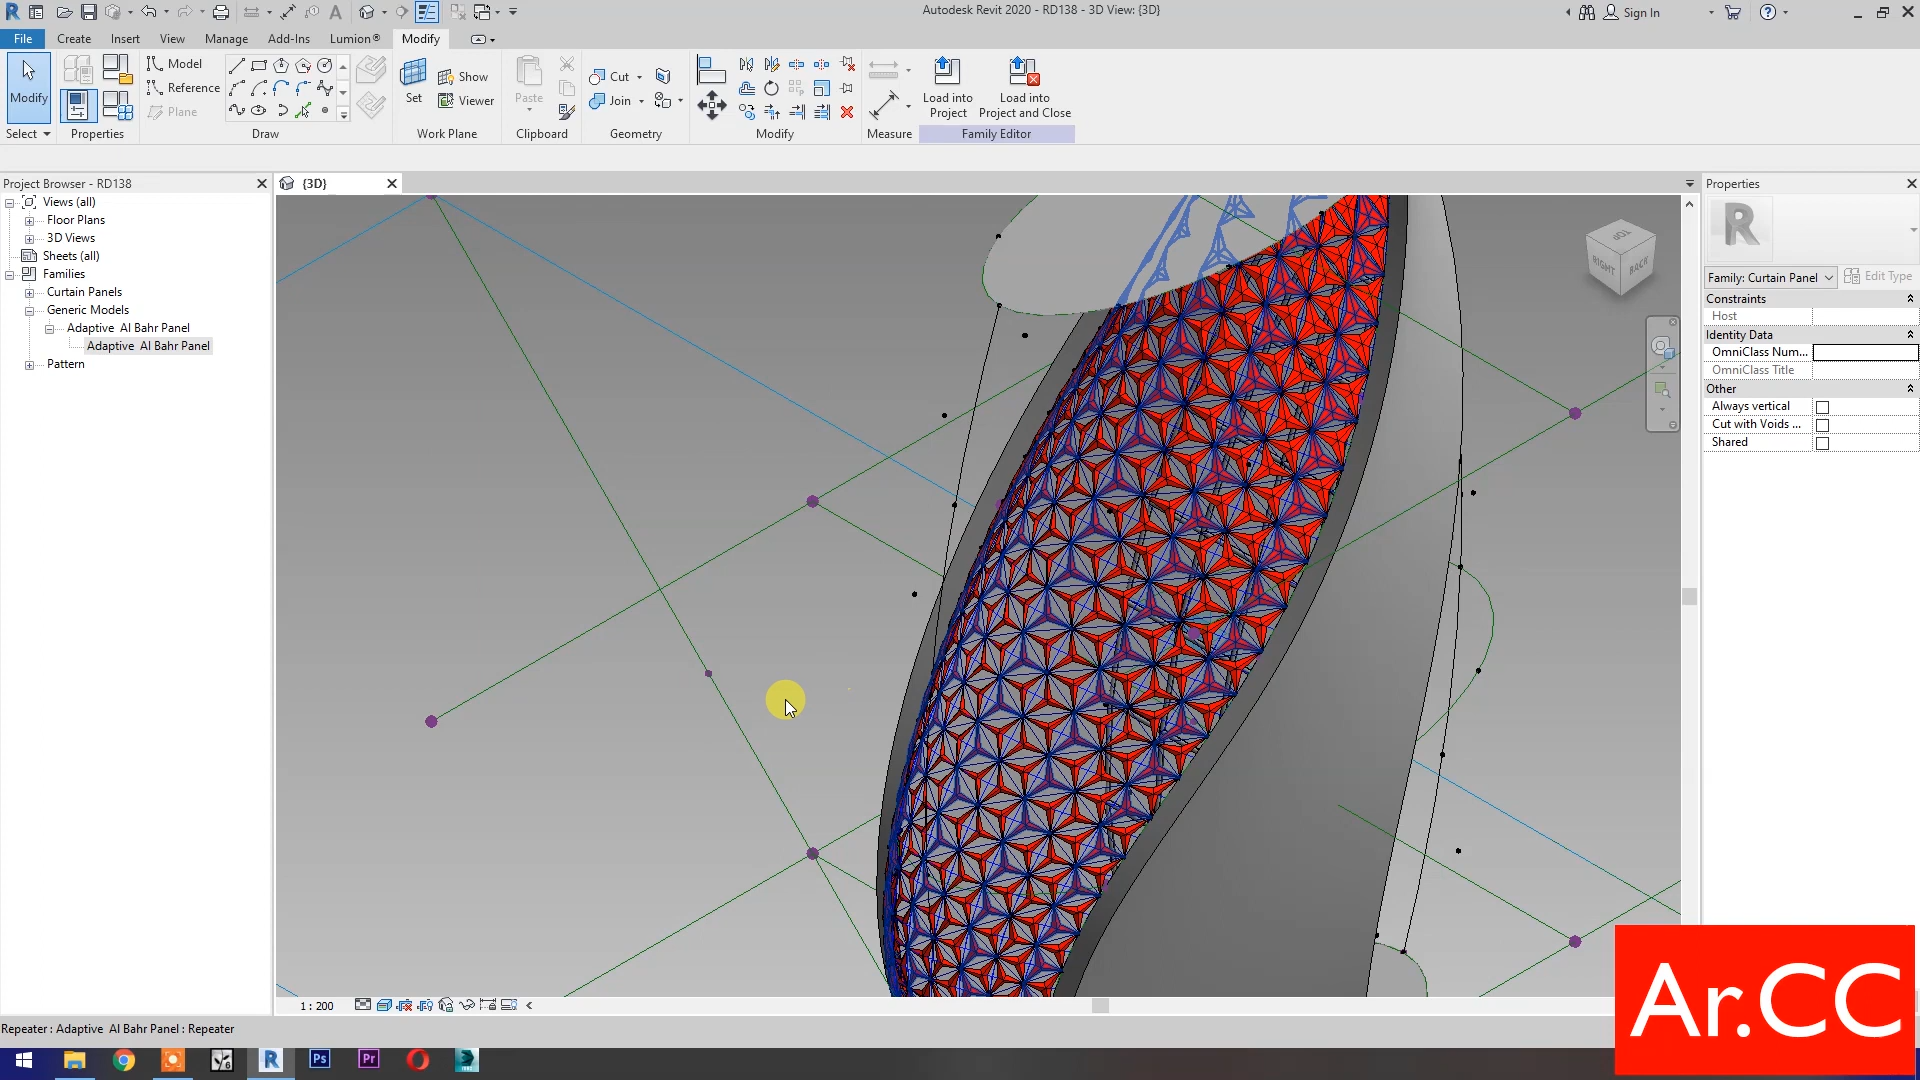 Autodesk Revit 2020 - RD138 - 3D View: {3D}
Sign In
File Create Insert View Manage Add-Ins Lumion® Modify
Modify
Model
Reference
Plane
Set
Show
Viewer
Paste
Cut
Join
Load into
Project
Load into
Project and Close
Select Properties Draw Work Plane Clipboard Geometry Modify Measure Family Editor
Project Browser - RD138
Views (all)
Floor Plans
3D Views
Sheets (all)
Families
Curtain Panels
Generic Models
Adaptive Al Bahr Panel
Adaptive Al Bahr Panel
Pattern
{3D}
TOP
RIGHT
BACK
Properties
R
Family: Curtain Panel
Edit Type
Constraints
Host
Identity Data
OmniClass Num...
OmniClass Title
Other
Always vertical
Cut with Voids ...
Shared
1 : 200
Repeater : Adaptive Al Bahr Panel : Repeater
R
Ps
Pr
Ar.CC